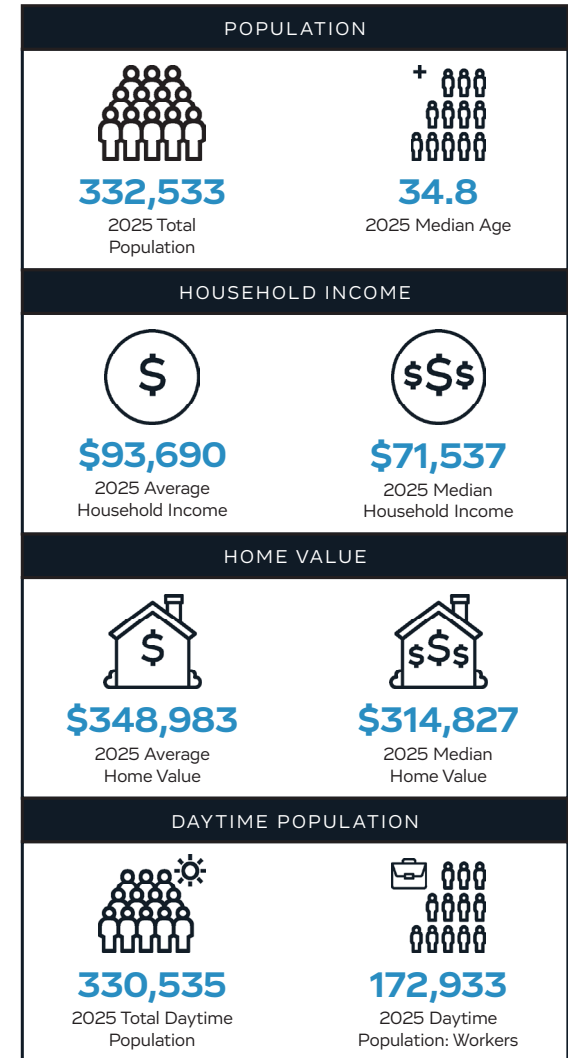 POPULATION
332,533
2025 Total
Population
34.8
2025 Median Age
HOUSEHOLD INCOME
$
$93,690
2025 Average
Household Income
$$$
$71,537
2025 Median
Household Income
HOME VALUE
$
$348,983
2025 Average
Home Value
$$$
$314,827
2025 Median
Home Value
DAYTIME POPULATION
330,535
2025 Total Daytime
Population
172,933
2025 Daytime
Population: Workers